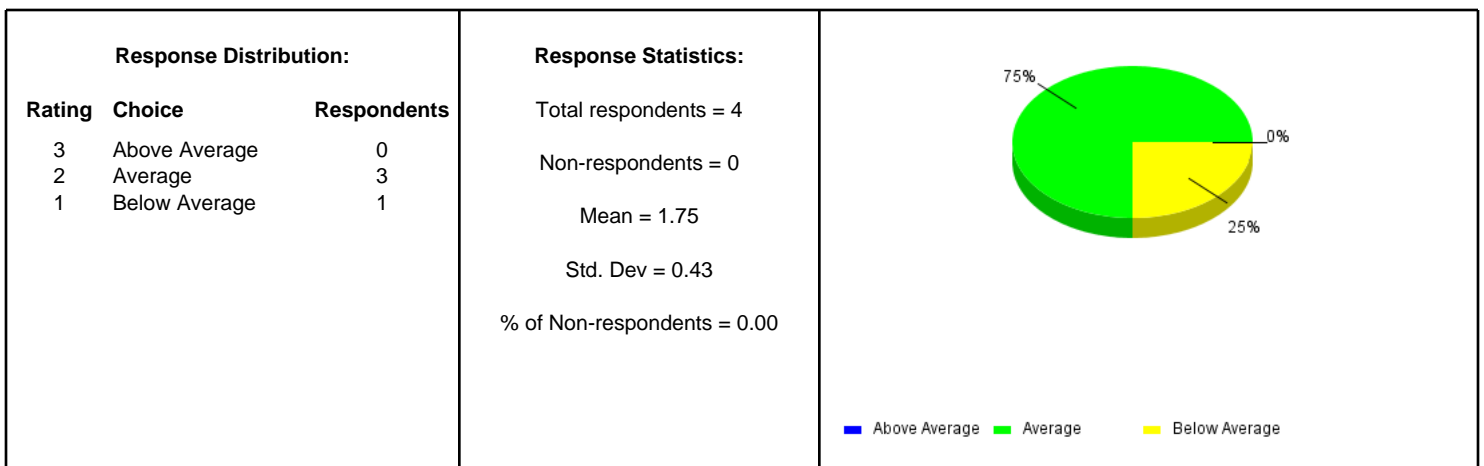 Response Distribution:
Rating Choice Respondents
3 Above Average 0
2 Average 3
1 Below Average 1
Response Statistics:
Total respondents = 4
Non-respondents = 0
Mean = 1.75
Std. Dev = 0.43
% of Non-respondents = 0.00
75%
0%
25%
Above Average Average Below Average